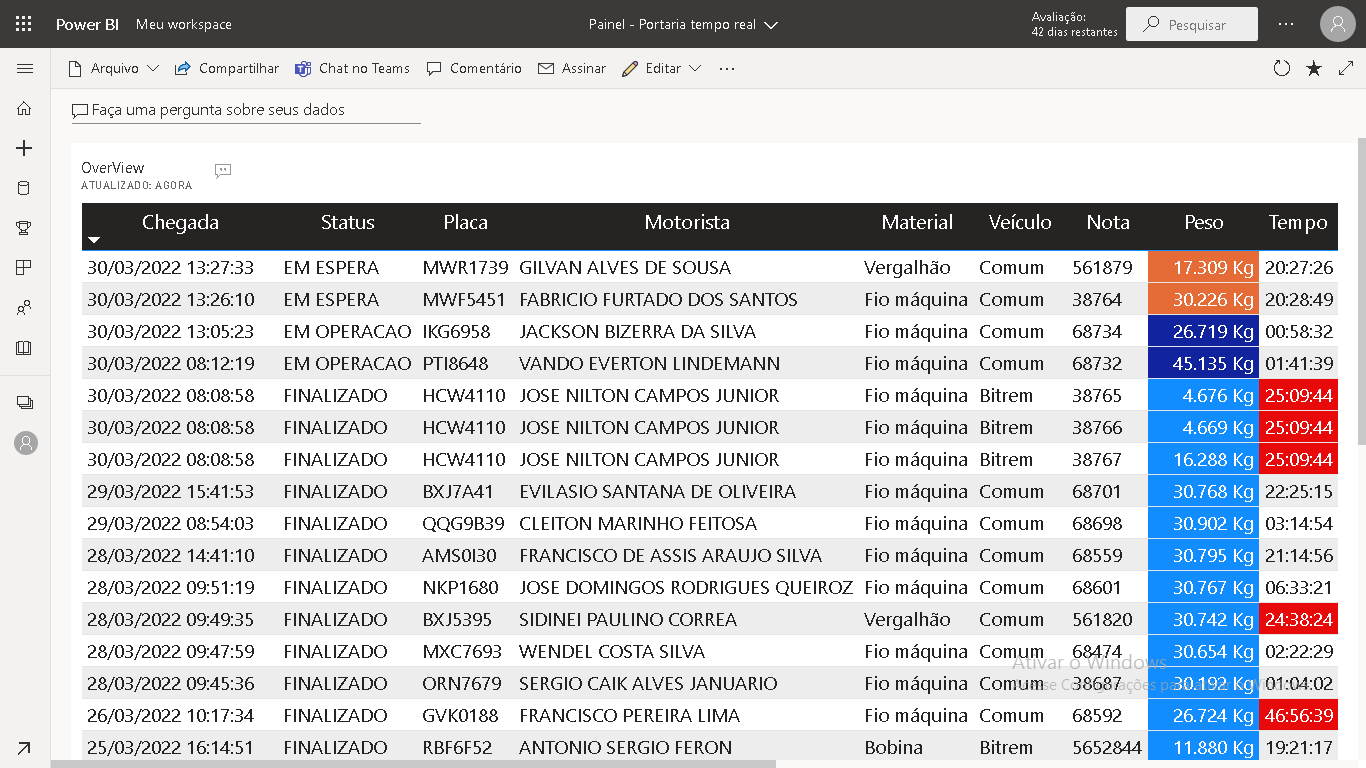 Power BI Meu workspace Painel - Portaria tempo real Avaliação: 42 dias restantes Pesquisar
Arquivo Compartilhar Chat no Teams Comentário Assinar Editar
Faça uma pergunta sobre seus dados
OverView
ATUALIZADO: AGORA
Chegada Status Placa Motorista Material Veículo Nota Peso Tempo
30/03/2022 13:27:33 EM ESPERA MWR1739 GILVAN ALVES DE SOUSA Vergalhão Comum 561879 17.309 Kg 20:27:26
30/03/2022 13:26:10 EM ESPERA MWF5451 FABRICIO FURTADO DOS SANTOS Fio máquina Comum 38764 30.226 Kg 20:28:49
30/03/2022 13:05:23 EM OPERACAO IKG6958 JACKSON BIZERRA DA SILVA Fio máquina Comum 68734 26.719 Kg 00:58:32
30/03/2022 08:12:19 EM OPERACAO PTI8648 VANDO EVERTON LINDEMANN Fio máquina Comum 68732 45.135 Kg 01:41:39
30/03/2022 08:08:58 FINALIZADO HCW4110 JOSE NILTON CAMPOS JUNIOR Fio máquina Bitrem 38765 4.676 Kg 25:09:44
30/03/2022 08:08:58 FINALIZADO HCW4110 JOSE NILTON CAMPOS JUNIOR Fio máquina Bitrem 38766 4.669 Kg 25:09:44
30/03/2022 08:08:58 FINALIZADO HCW4110 JOSE NILTON CAMPOS JUNIOR Fio máquina Bitrem 38767 16.288 Kg 25:09:44
29/03/2022 15:41:53 FINALIZADO BXJ7A41 EVILASIO SANTANA DE OLIVEIRA Fio máquina Comum 68701 30.768 Kg 22:25:15
29/03/2022 08:54:03 FINALIZADO QQG9B39 CLEITON MARINHO FEITOSA Fio máquina Comum 68698 30.902 Kg 03:14:54
28/03/2022 14:41:10 FINALIZADO AMS0I30 FRANCISCO DE ASSIS ARAUJO SILVA Fio máquina Comum 68559 30.795 Kg 21:14:56
28/03/2022 09:51:19 FINALIZADO NKP1680 JOSE DOMINGOS RODRIGUES QUEIROZ Fio máquina Comum 68601 30.767 Kg 06:33:21
28/03/2022 09:49:35 FINALIZADO BXJ5395 SIDINEI PAULINO CORREA Vergalhão Comum 561820 30.742 Kg 24:38:24
28/03/2022 09:47:59 FINALIZADO MXC7693 WENDEL COSTA SILVA Fio máquina Comum 68474 30.654 Kg 02:22:29
Ativar o Windows
28/03/2022 09:45:36 FINALIZADO ORN7679 SERGIO CAIK ALVES JANUARIO Fio máquina Comum 38687 30.192 Kg 01:04:02
26/03/2022 10:17:34 FINALIZADO GVK0188 FRANCISCO PEREIRA LIMA Fio máquina Comum 68592 26.724 Kg 46:56:39
25/03/2022 16:14:51 FINALIZADO RBF6F52 ANTONIO SERGIO FERON Bobina Bitrem 5652844 11.880 Kg 19:21:17